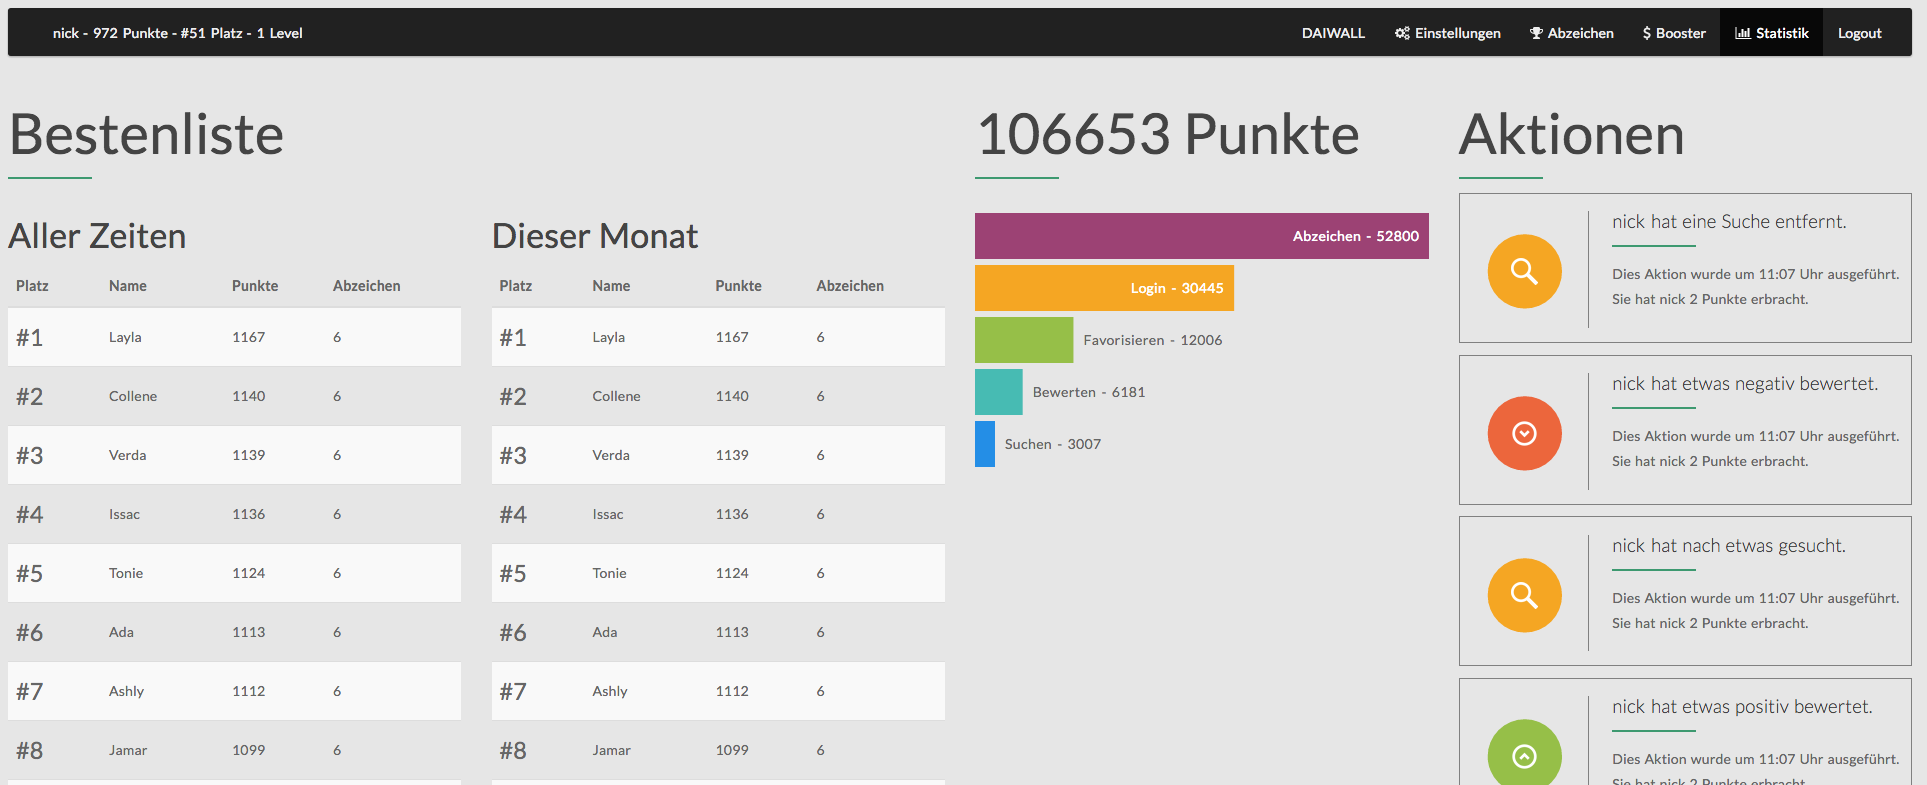 nick - 972 Punkte - #51 Platz - 1 Level
DAIWALL Einstellungen Abzeichen $ Booster Statistik Logout
Bestenliste
Aller Zeiten
Platz Name Punkte Abzeichen
#1 Layla 1167 6
#2 Collene 1140 6
#3 Verda 1139 6
#4 Issac 1136 6
#5 Tonie 1124 6
#6 Ada 1113 6
#7 Ashly 1112 6
#8 Jamar 1099 6
Dieser Monat
Platz Name Punkte Abzeichen
#1 Layla 1167 6
#2 Collene 1140 6
#3 Verda 1139 6
#4 Issac 1136 6
#5 Tonie 1124 6
#6 Ada 1113 6
#7 Ashly 1112 6
#8 Jamar 1099 6
106653 Punkte
Abzeichen - 52800
Login - 30445
Favorisieren - 12006
Bewerten - 6181
Suchen - 3007
Aktionen
nick hat eine Suche entfernt.
Dies Aktion wurde um 11:07 Uhr ausgeführt.
Sie hat nick 2 Punkte erbracht.
nick hat etwas negativ bewertet.
Dies Aktion wurde um 11:07 Uhr ausgeführt.
Sie hat nick 2 Punkte erbracht.
nick hat nach etwas gesucht.
Dies Aktion wurde um 11:07 Uhr ausgeführt.
Sie hat nick 2 Punkte erbracht.
nick hat etwas positiv bewertet.
Dies Aktion wurde um 11:07 Uhr ausgeführt.
Sie hat nick 2 Punkte erbracht.